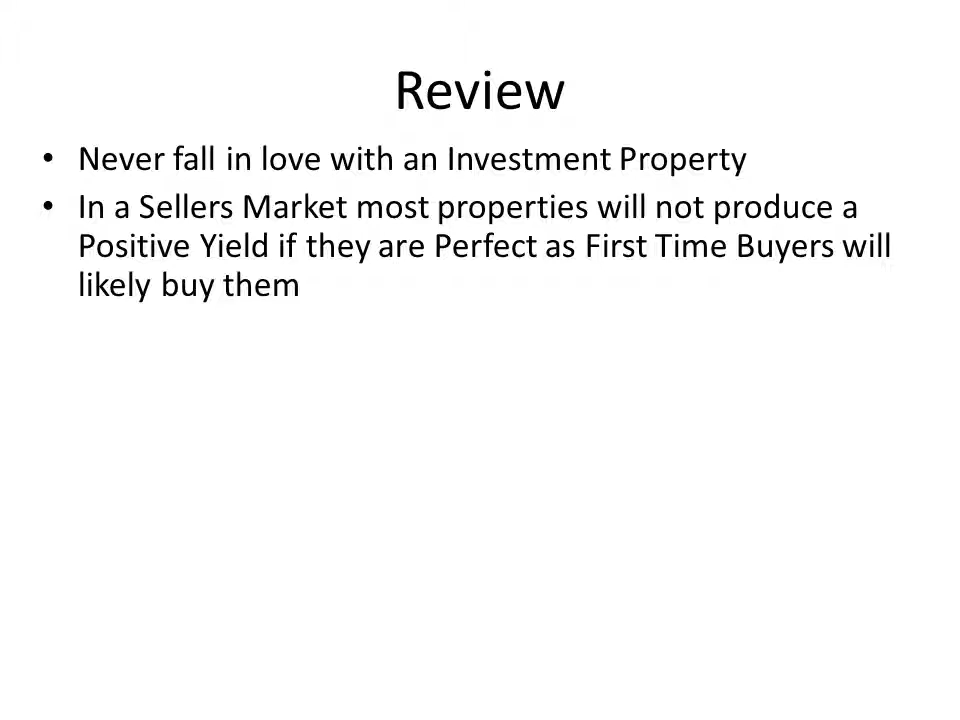 Review
• Never fall in love with an Investment Property
• In a Sellers Market most properties will not produce a
Positive Yield if they are Perfect as First Time Buyers will
likely buy them